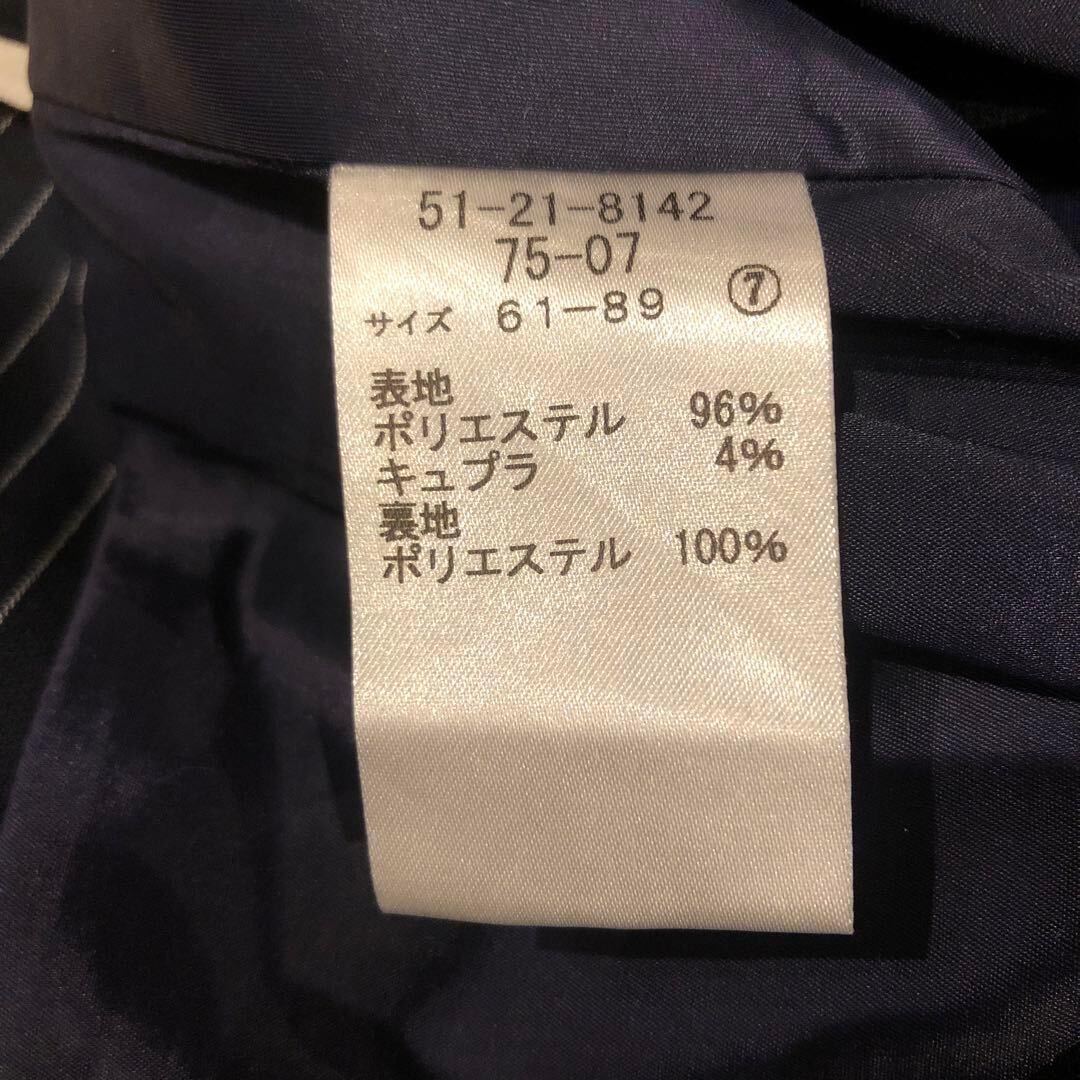 51-21-8142
75-07
サイズ 61-89 ⑦
表地
ポリエステル 96%
キュプラ 4%
裏地
ポリエステル 100%